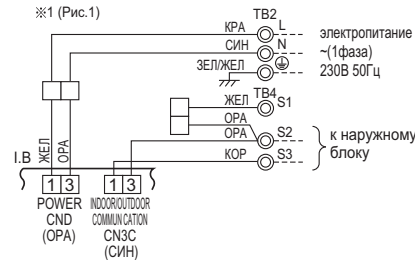 ※1 (Рис.1)
TB2
КРА
L
электропитание
СИН
N
~(1фаза)
ЗЕЛ/ЖЕЛ
230В 50Гц
TB4
ЖЕЛ
S1
ОРА
ОРА
S2
к наружному
КОР
S3
блоку
ЖЕЛ
ОРА
I.B
1 3
1 3
POWER
INDOOR/OUTDOOR
CND
COMMUNICATION
(ОРА)
CN3C
(СИН)